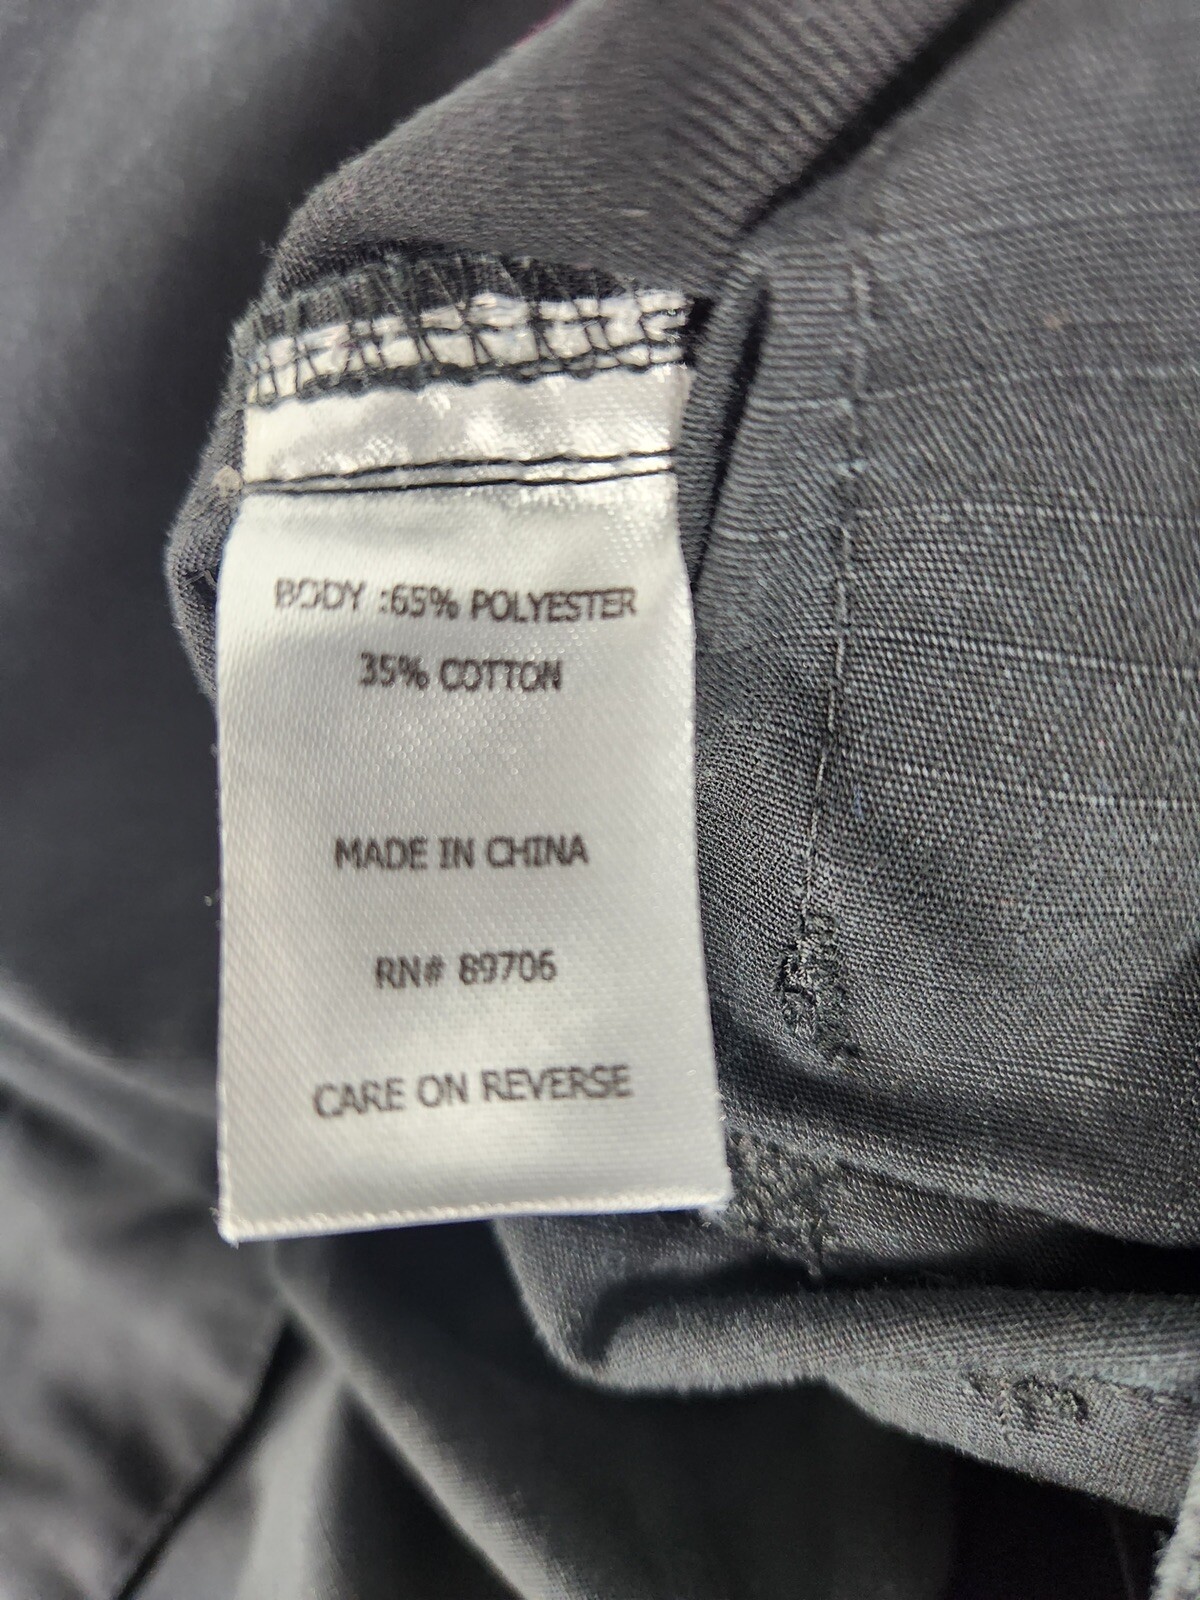 BODY :65% POLYESTER
35% COTTON
MADE IN CHINA
RN# 89706
CARE ON REVERSE